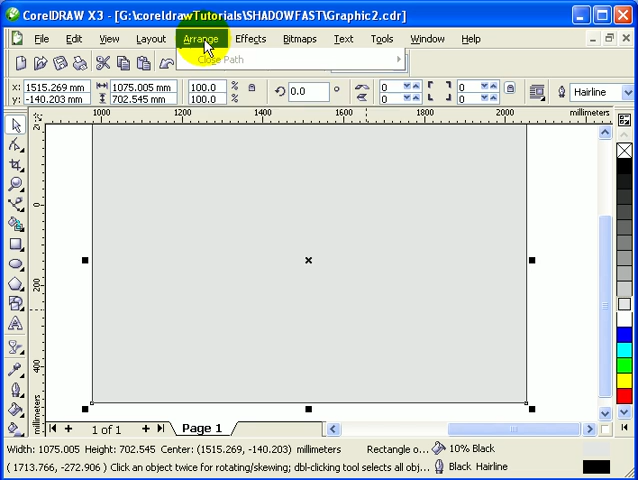 CorelDRAW X3 - [G:\coreldrawTutorials\SHADOWFAST\Graphic2.cdr]
File Edit View Layout Arrange Effects Bitmaps Text Tools Window Help
Close Path
x: 1515.269 mm 1075.005 mm 100.0 % 0.0 ° 0 0 Hairline
y: -140.203 mm 702.545 mm 100.0 % 0 0
1000 1200 1400 1600 1800 2000 millimeters
0
200
400
millimeters
1 of 1 Page 1
Width: 1075.005 Height: 702.545 Center: (1515.269, -140.203) millimeters Rectangle o... 10% Black
( 1713.766, -272.906 ) Click an object twice for rotating/skewing; dbl-clicking tool selects all obj... Black Hairline